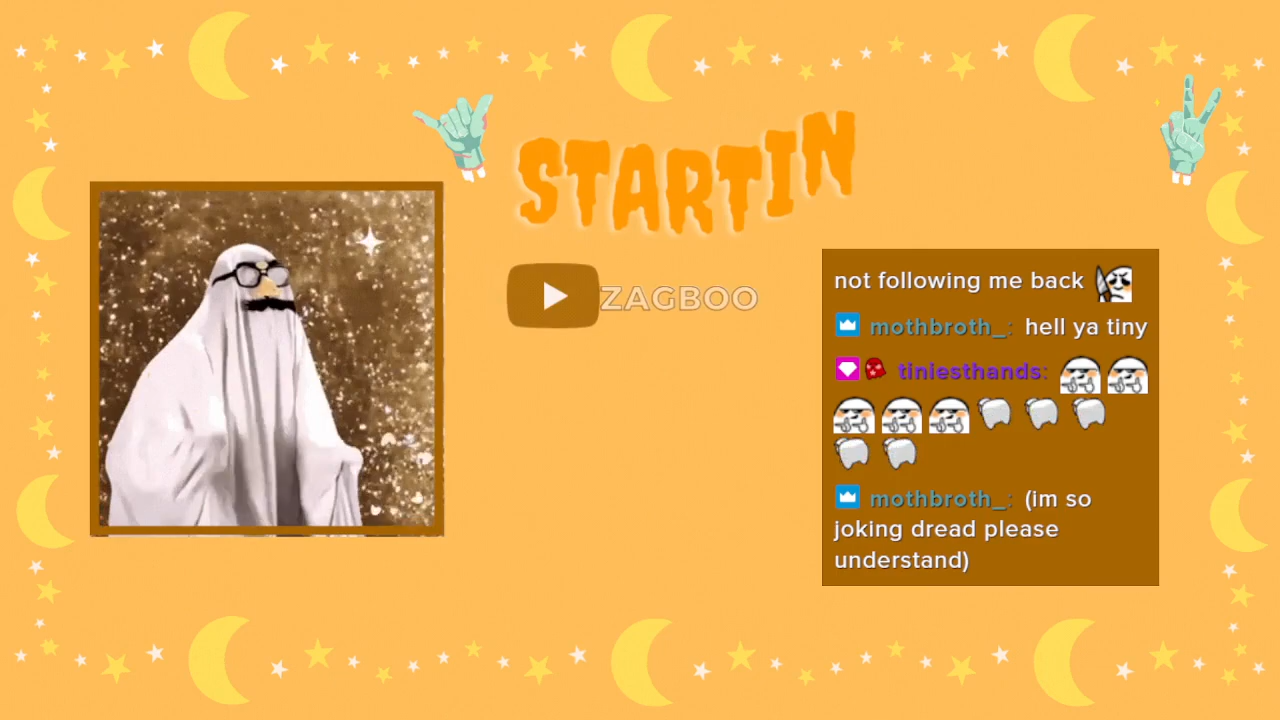 STARTIN
ZAGBOO
not following me back
mothbroth_: hell ya tiny
tiniesthands:
mothbroth_: (im so
joking dread please
understand)